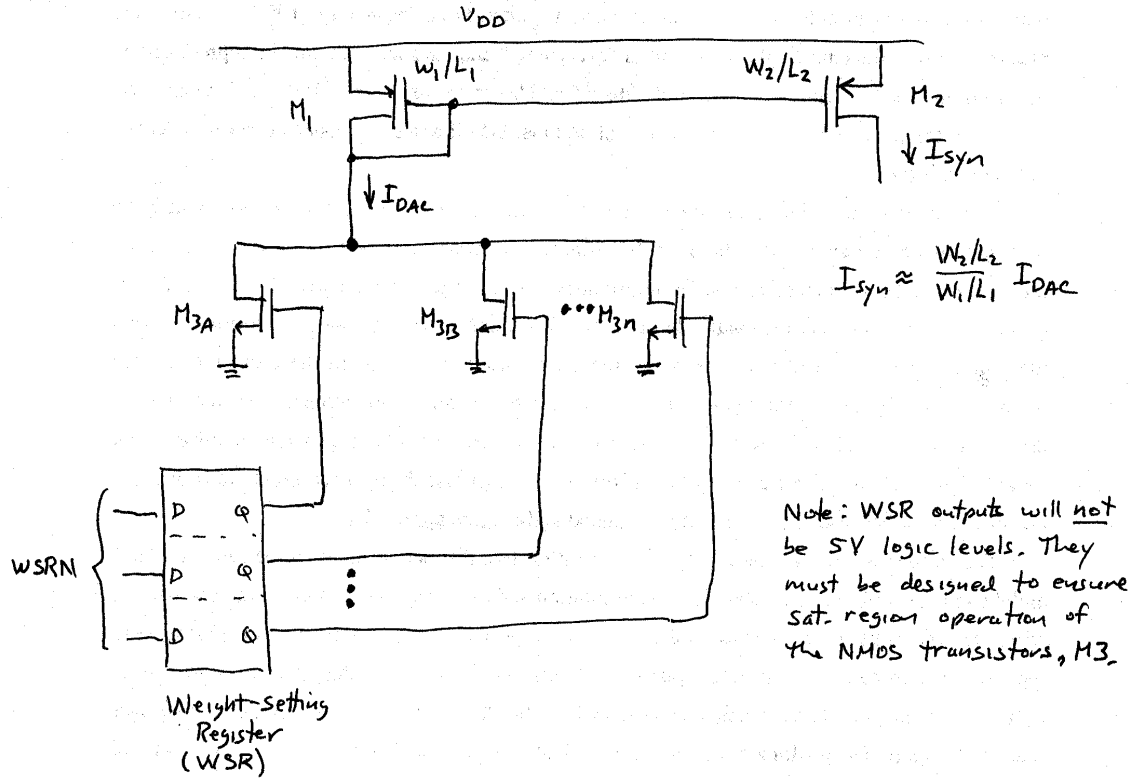 VDD
W1/L1
W2/L2
M1
M2
Isyn
IDAC
Isyn ≈ W2/L2 / W1/L1 IDAC
M3A
M3B
•••M3n
WSRN
D Q
D Q
D Q
Weight-Setting
Register
(WSR)
Note: WSR outputs will not
be 5V logic levels. They
must be designed to ensure
sat. region operation of
the NMOS transistors, M3.